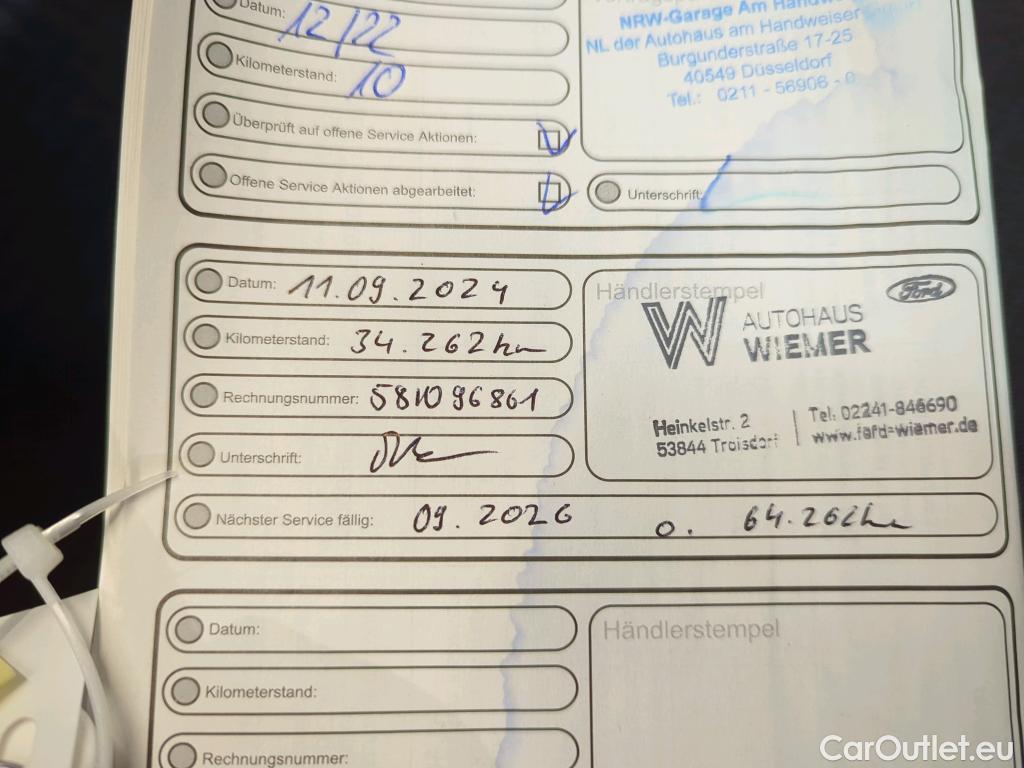 Datum: 12/22
Kilometerstand: 10
Überprüft auf offene Service Aktionen:
Offene Service Aktionen abgearbeitet:
NRW-Garage Am
NL der Autohaus am Handweiser
Burgunderstraße 17-25
40549 Düsseldorf
Tel.: 0211 - 56906 - 0
Unterschrift:
Datum: 11.09.2024
Kilometerstand: 34.262km
Rechnungsnummer: 581096861
Unterschrift:
Händlerstempel
Ford
W AUTOHAUS
WIEMER
Heinkelstr. 2
53844 Troisdorf
Tel: 02241-846690
www.ford-wiemer.de
Nächster Service fällig: 09.2026 o. 64.262km
Datum:
Kilometerstand:
Rechnungsnummer:
Händlerstempel
CarOutlet.eu